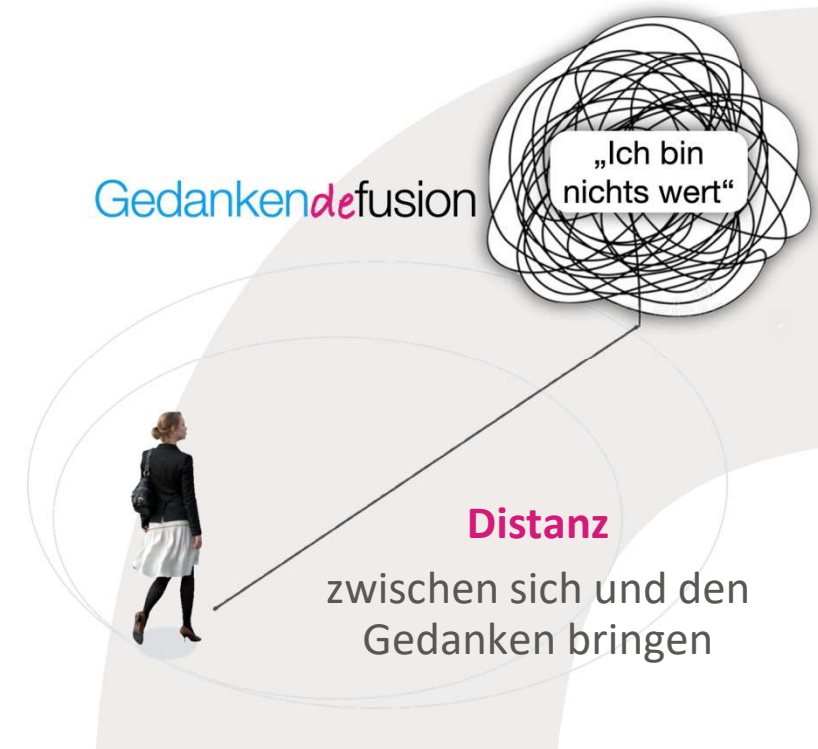 „Ich bin
nichts wert“
Gedankendefusion
Distanz
zwischen sich und den
Gedanken bringen